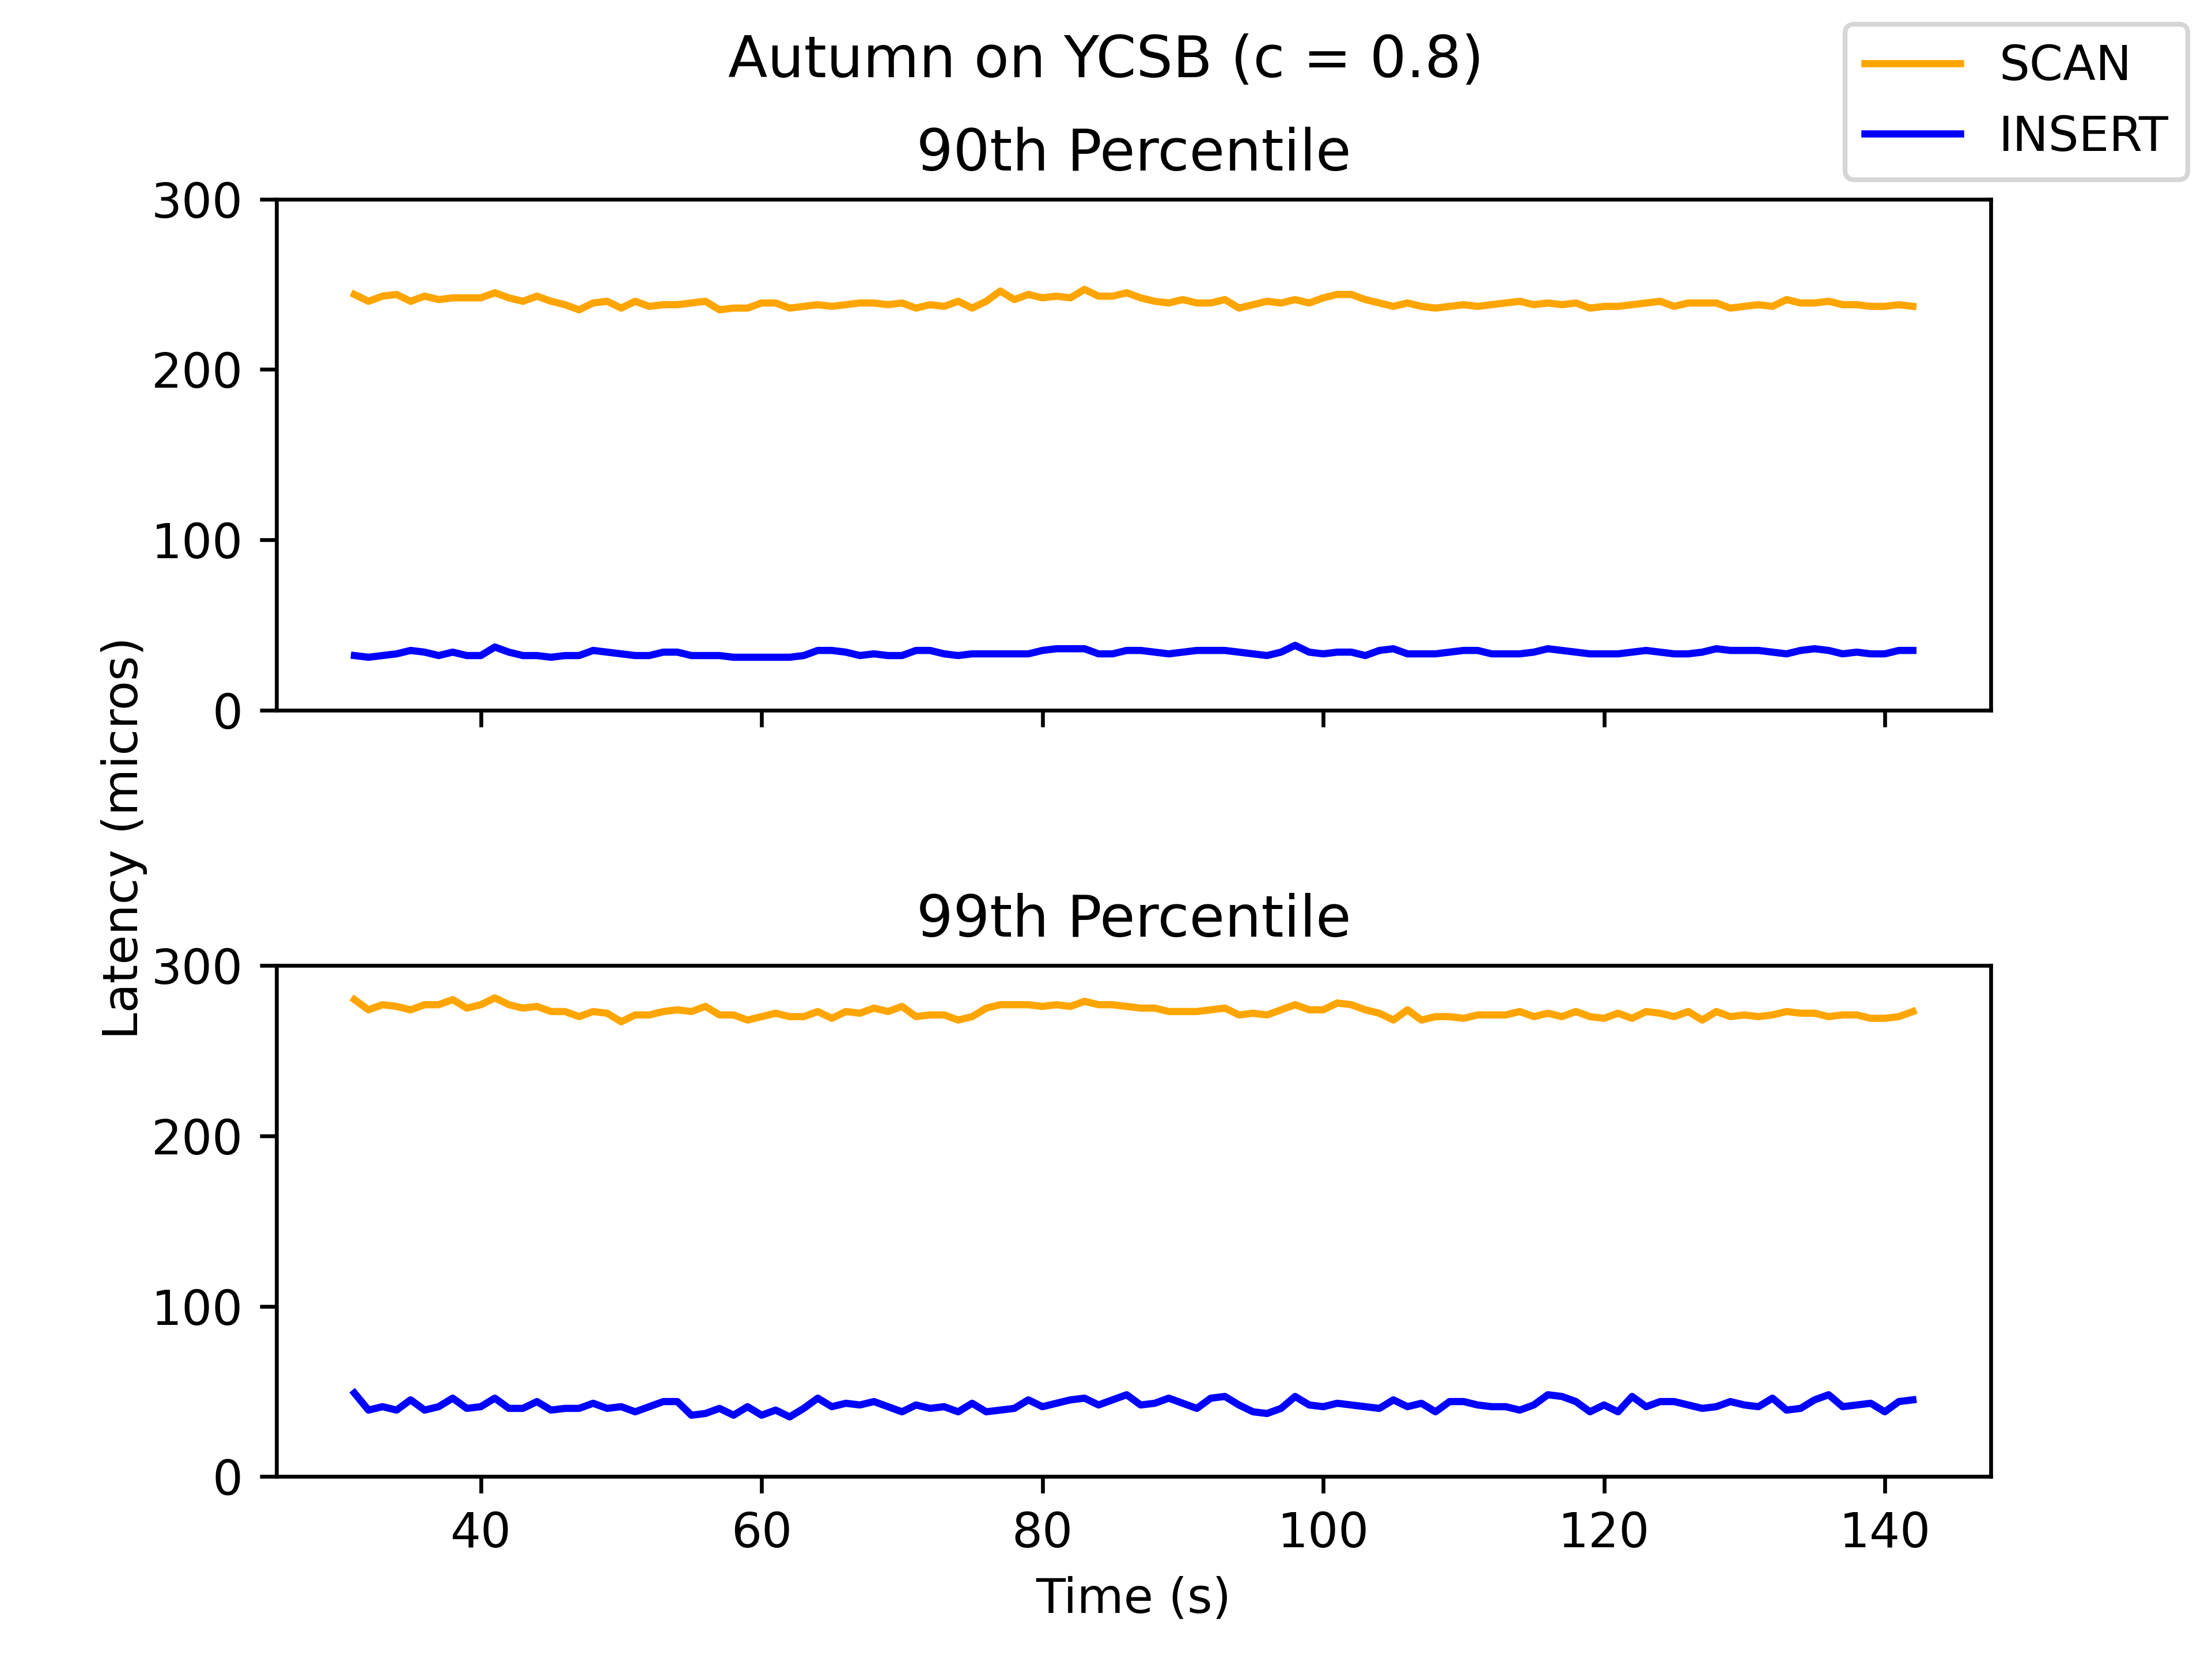 Autumn on YCSB (c = 0.8)
SCAN
INSERT
90th Percentile
300
200
100
0
Latency (micros)
99th Percentile
300
200
100
0
40 60 80 100 120 140
Time (s)